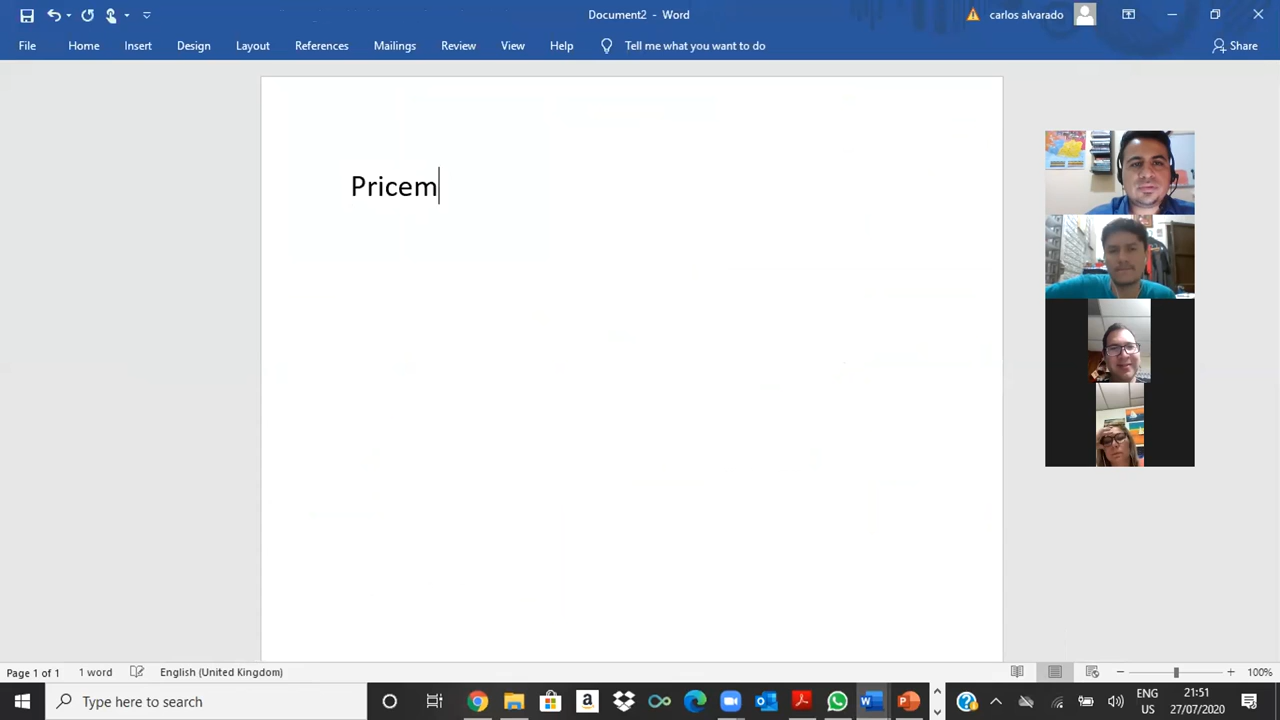 Document2 - Word
carlos alvarado
File Home Insert Design Layout References Mailings Review View Help Tell me what you want to do Share
Pricem
Page 1 of 1 1 word English (United Kingdom) 100%
Type here to search
ENG
US
21:51
27/07/2020